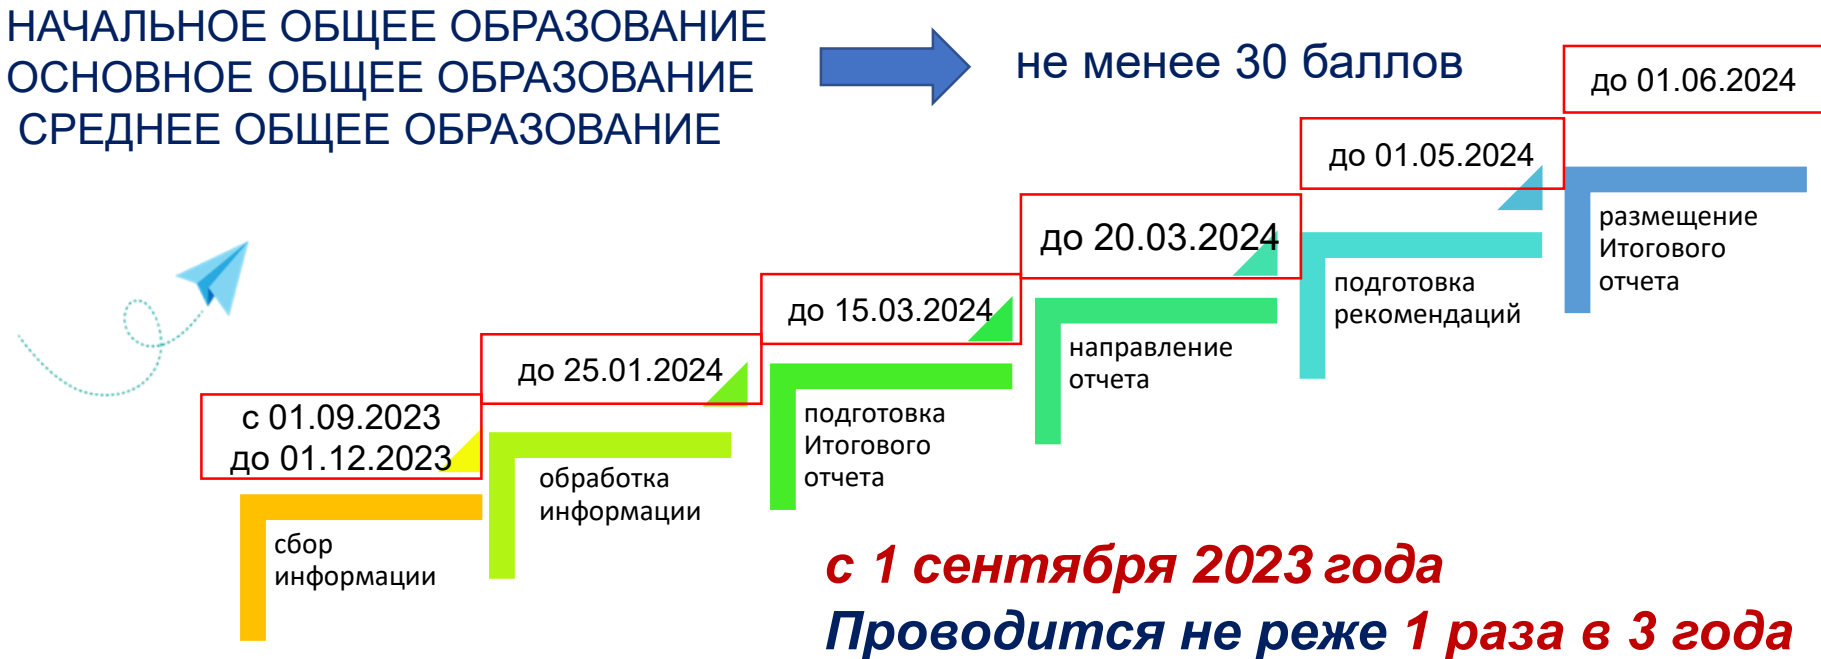 НАЧАЛЬНОЕ ОБЩЕЕ ОБРАЗОВАНИЕ
ОСНОВНОЕ ОБЩЕЕ ОБРАЗОВАНИЕ
СРЕДНЕЕ ОБЩЕЕ ОБРАЗОВАНИЕ
не менее 30 баллов
с 01.09.2023
до 01.12.2023
сбор
информации
до 25.01.2024
обработка
информации
до 15.03.2024
подготовка
Итогового
отчета
до 20.03.2024
направление
отчета
до 01.05.2024
подготовка
рекомендаций
до 01.06.2024
размещение
Итогового
отчета
с 1 сентября 2023 года
Проводится не реже 1 раза в 3 года